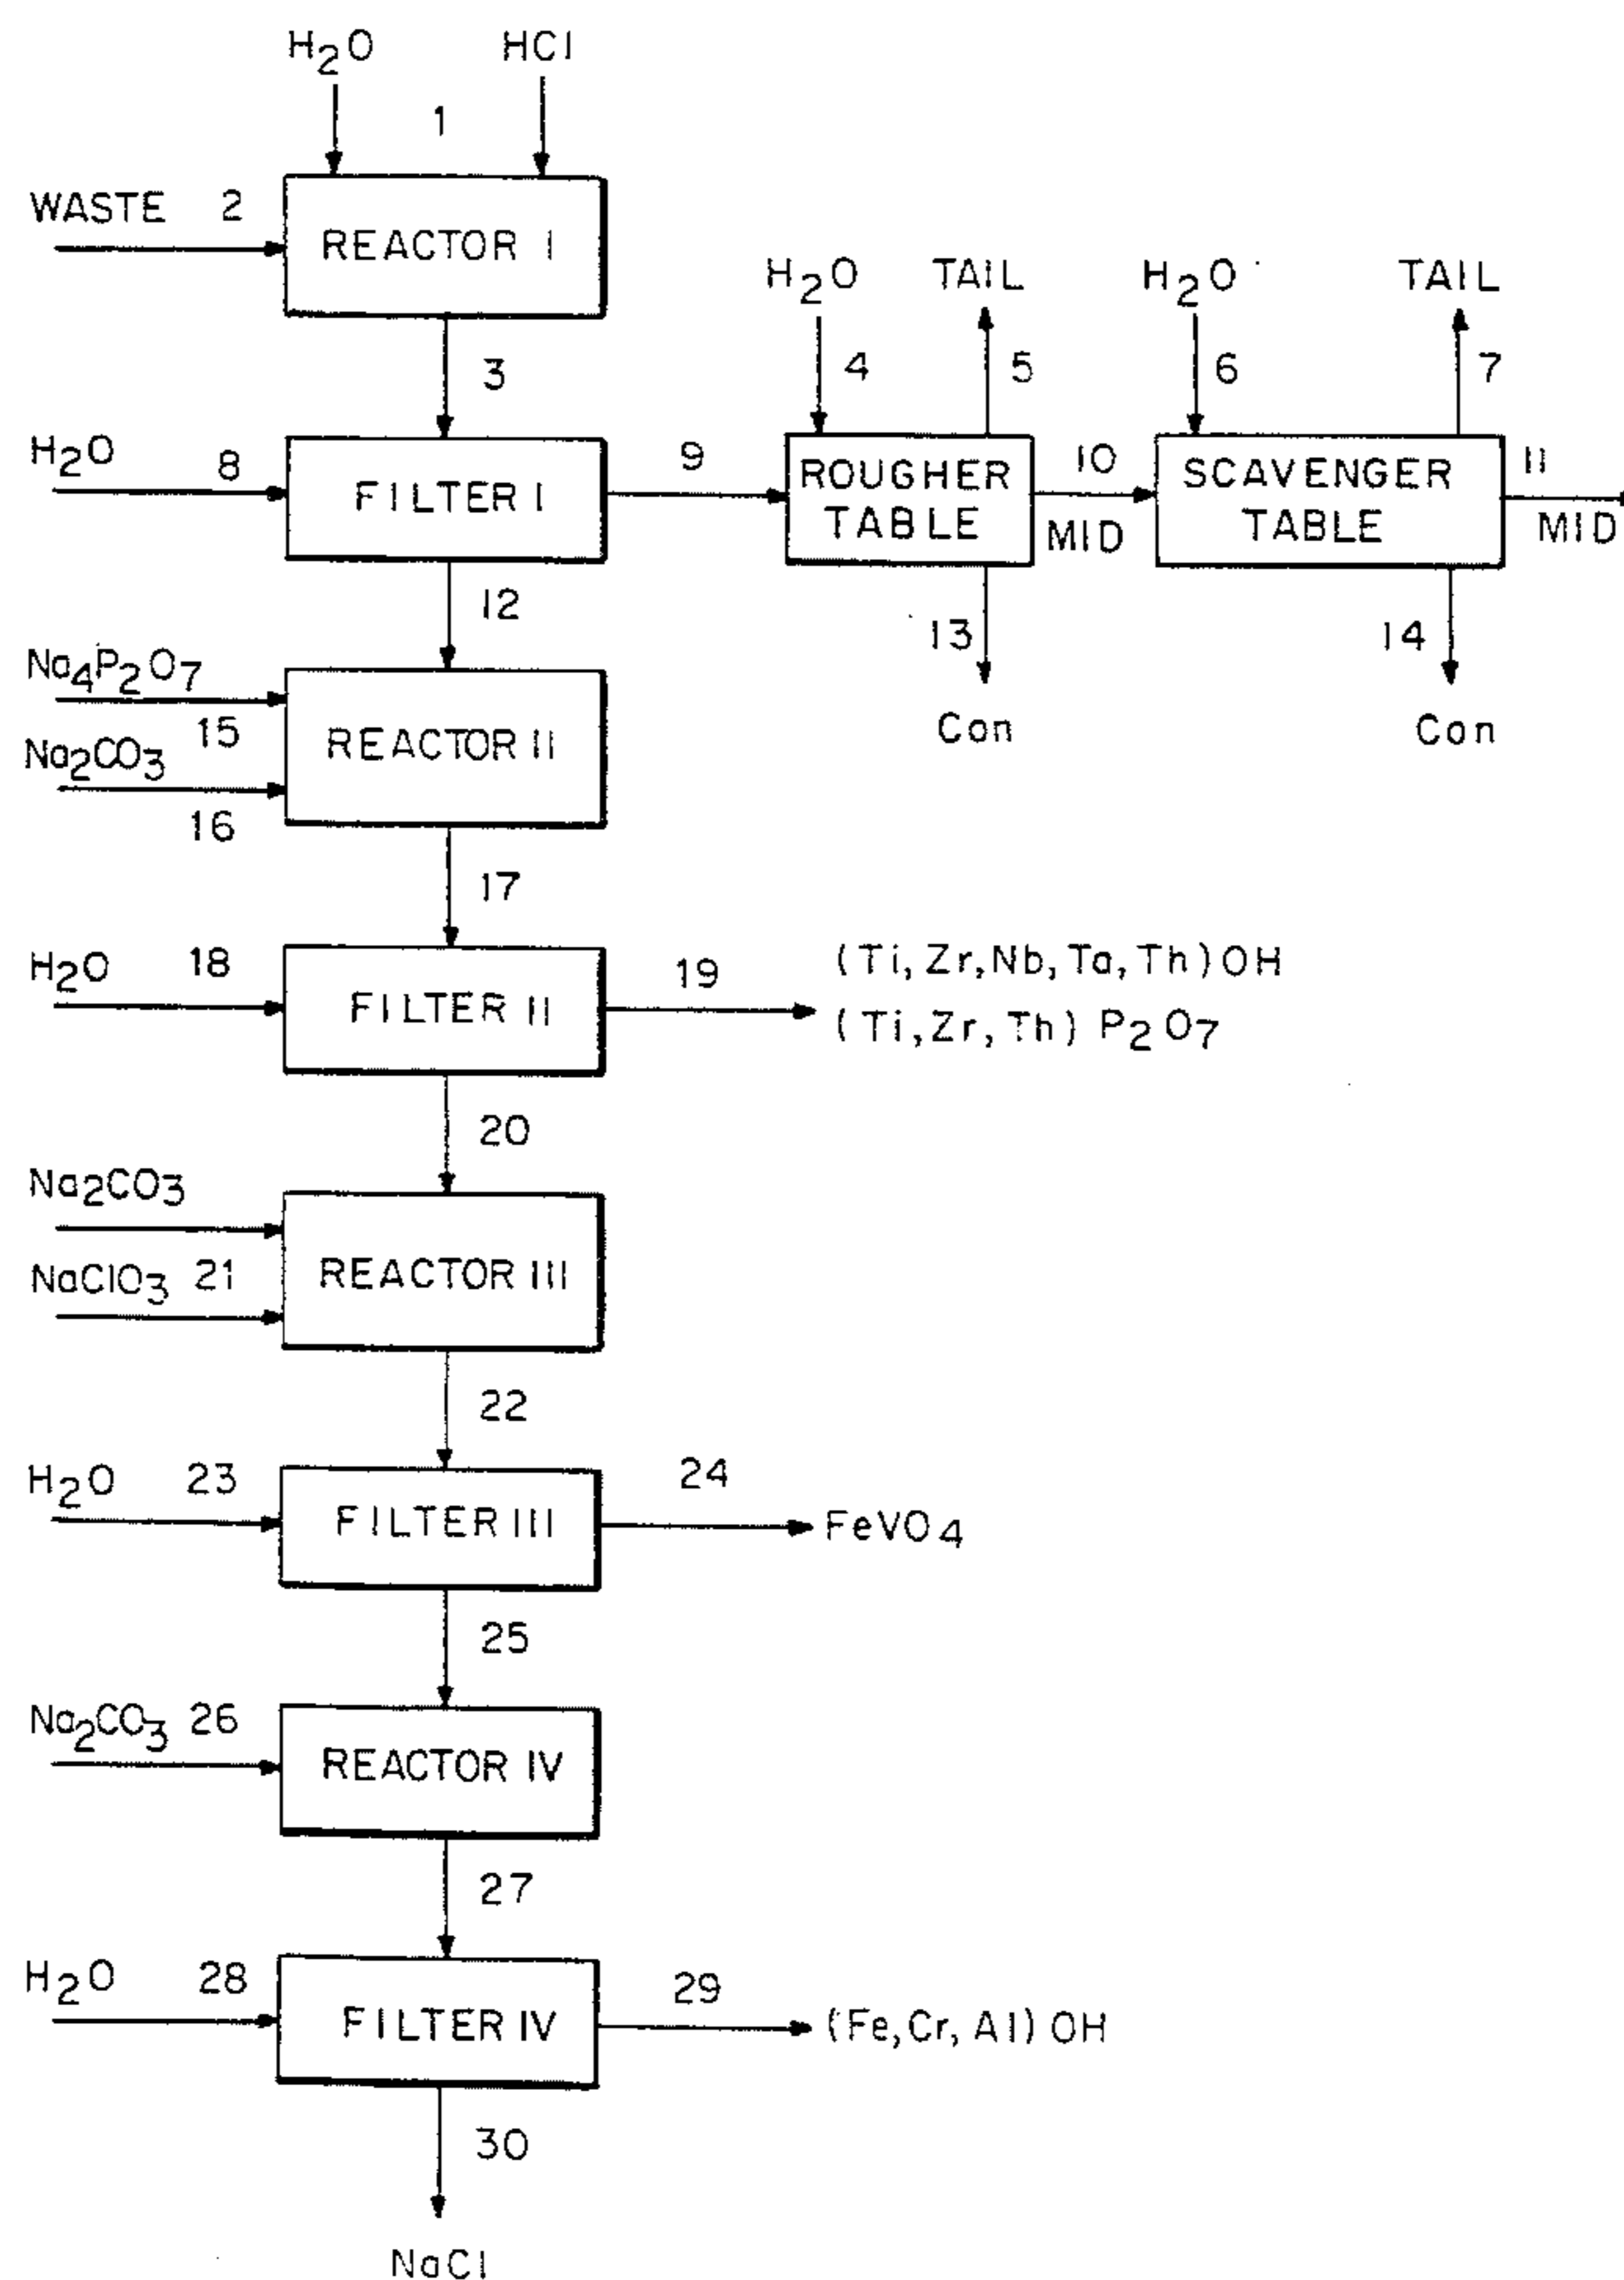 H2O
HCl
1
WASTE 2
REACTOR I
3
H2O
TAIL
H2O
TAIL
4
5
6
7
H2O
8
FILTER I
9
ROUGHER
TABLE
10
MID
SCAVENGER
TABLE
11
MID
12
13
14
Con
Con
Na4P2O7
15
Na2CO3
16
REACTOR II
17
H2O
18
FILTER II
19
(Ti, Zr, Nb, Ta, Th) OH
(Ti, Zr, Th) P2O7
20
Na2CO3
NaClO3 21
REACTOR III
22
H2O
23
FILTER III
24
FeVO4
25
Na2CO3 26
REACTOR IV
27
H2O
28
FILTER IV
29
(Fe, Cr, Al) OH
30
NaCl